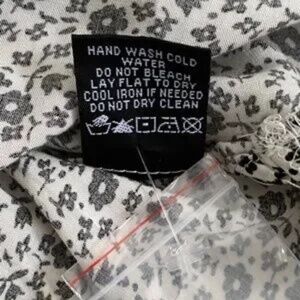 HAND WASH COLD
WATER
DO NOT BLEACH
LAY FLAT TO DRY
COOL IRON IF NEEDED
DO NOT DRY CLEAN